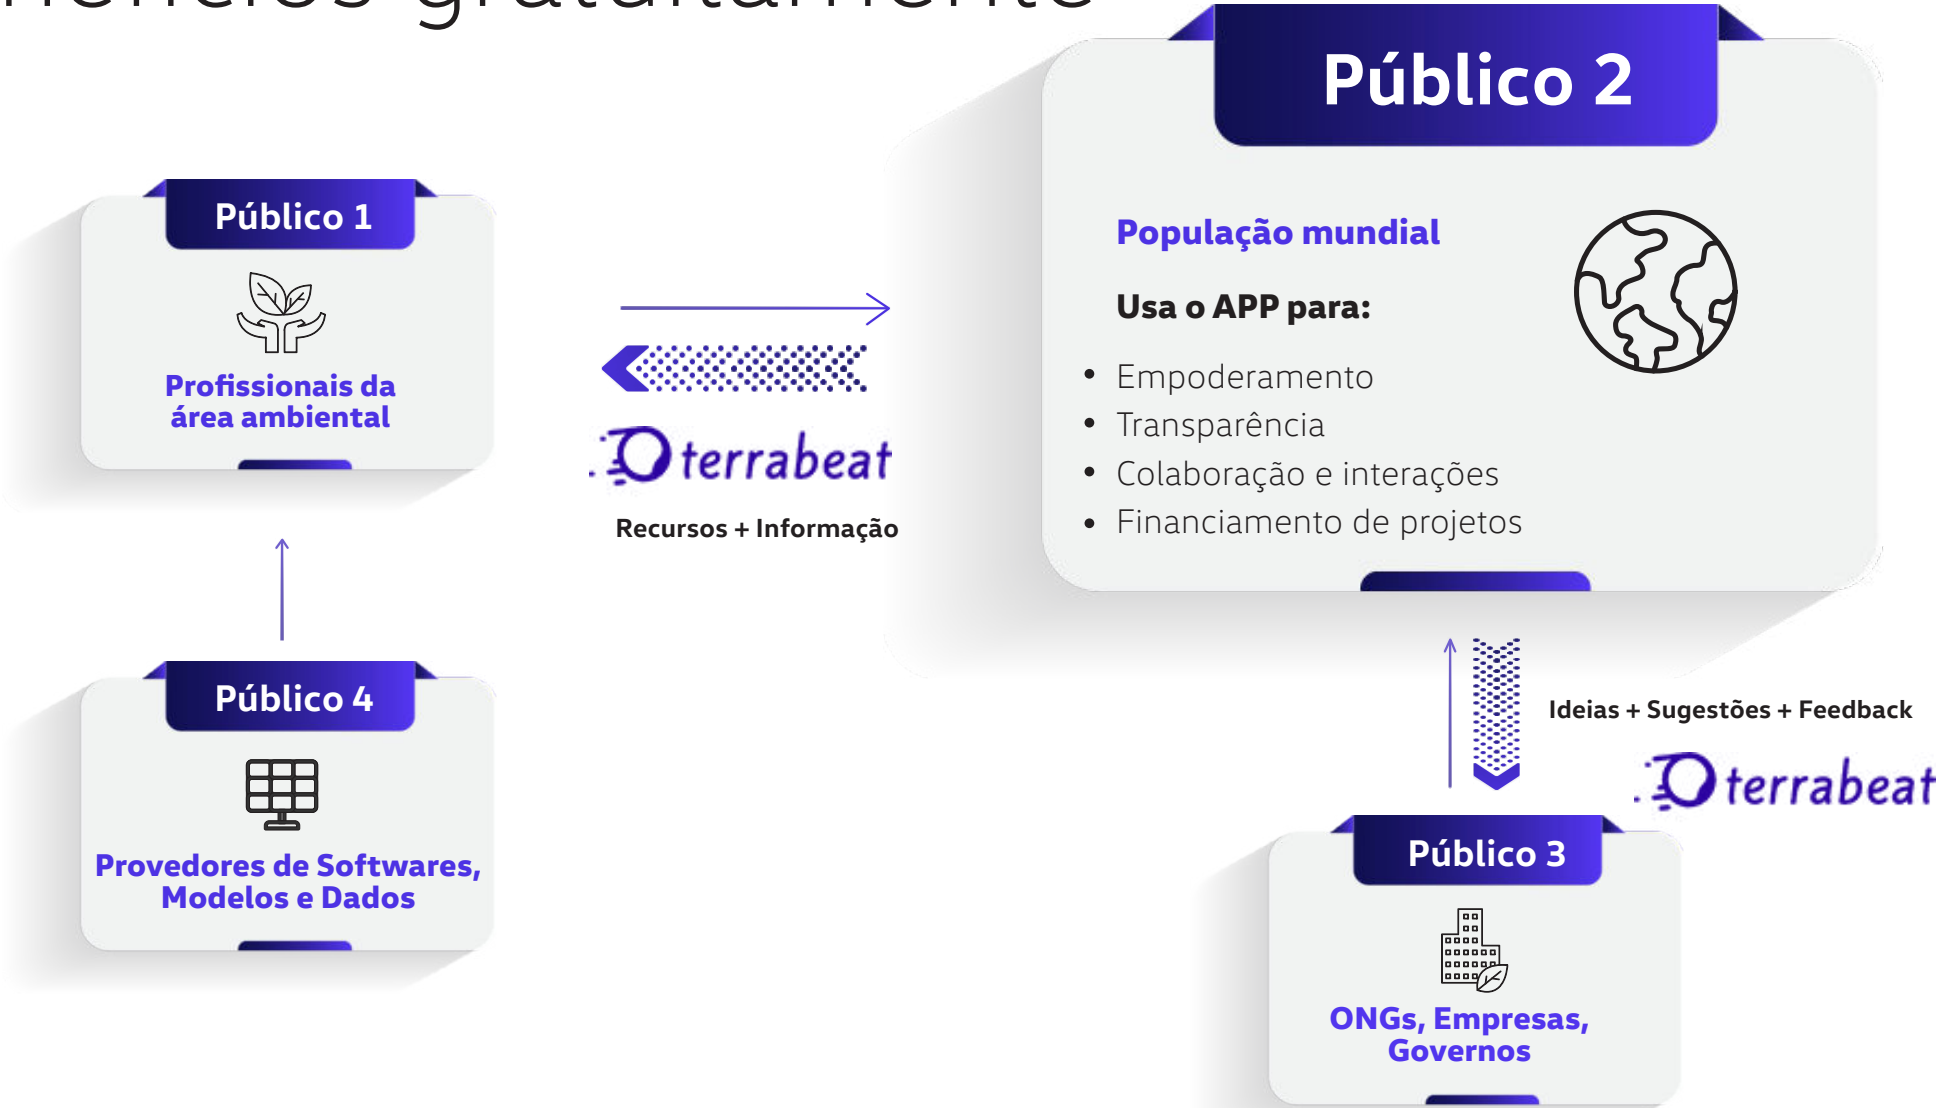 gratuitamente
Público 1
Profissionais da
área ambiental
terrabeat
Recursos + Informação
Público 2
População mundial
Usa o APP para:
• Empoderamento
• Transparência
• Colaboração e interações
• Financiamento de projetos
Público 4
Provedores de Softwares,
Modelos e Dados
Ideias + Sugestões + Feedback
terrabeat
Público 3
ONGs, Empresas,
Governos